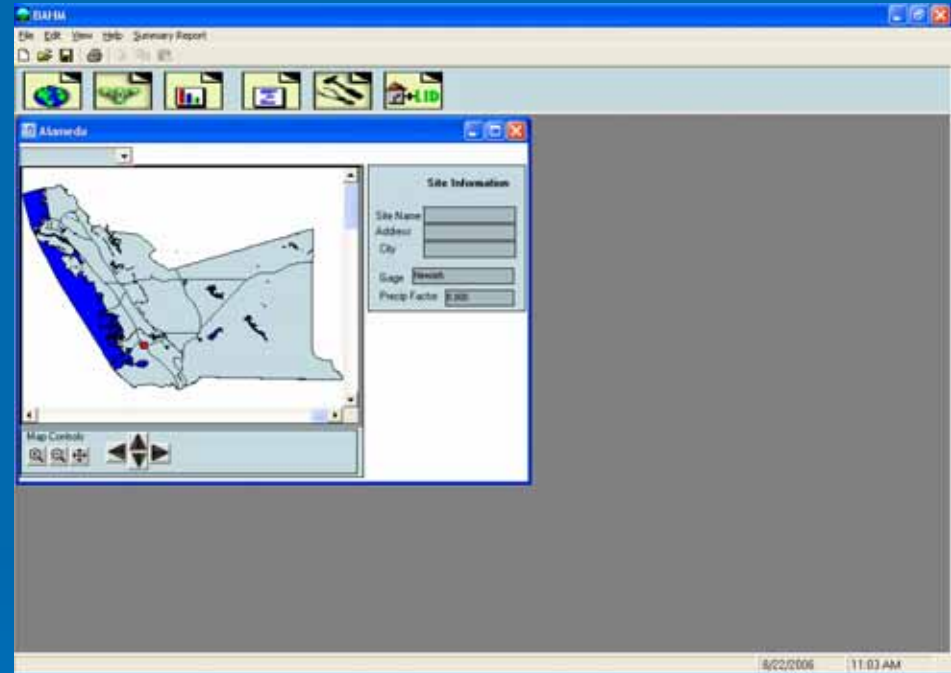 BAHM
File Edit View Help Summary Report
LID
Alameda
Site Information
Site Name
Address
City
Gage Newark
Precip Factor
Map Controls
8/22/2006 11:03 AM